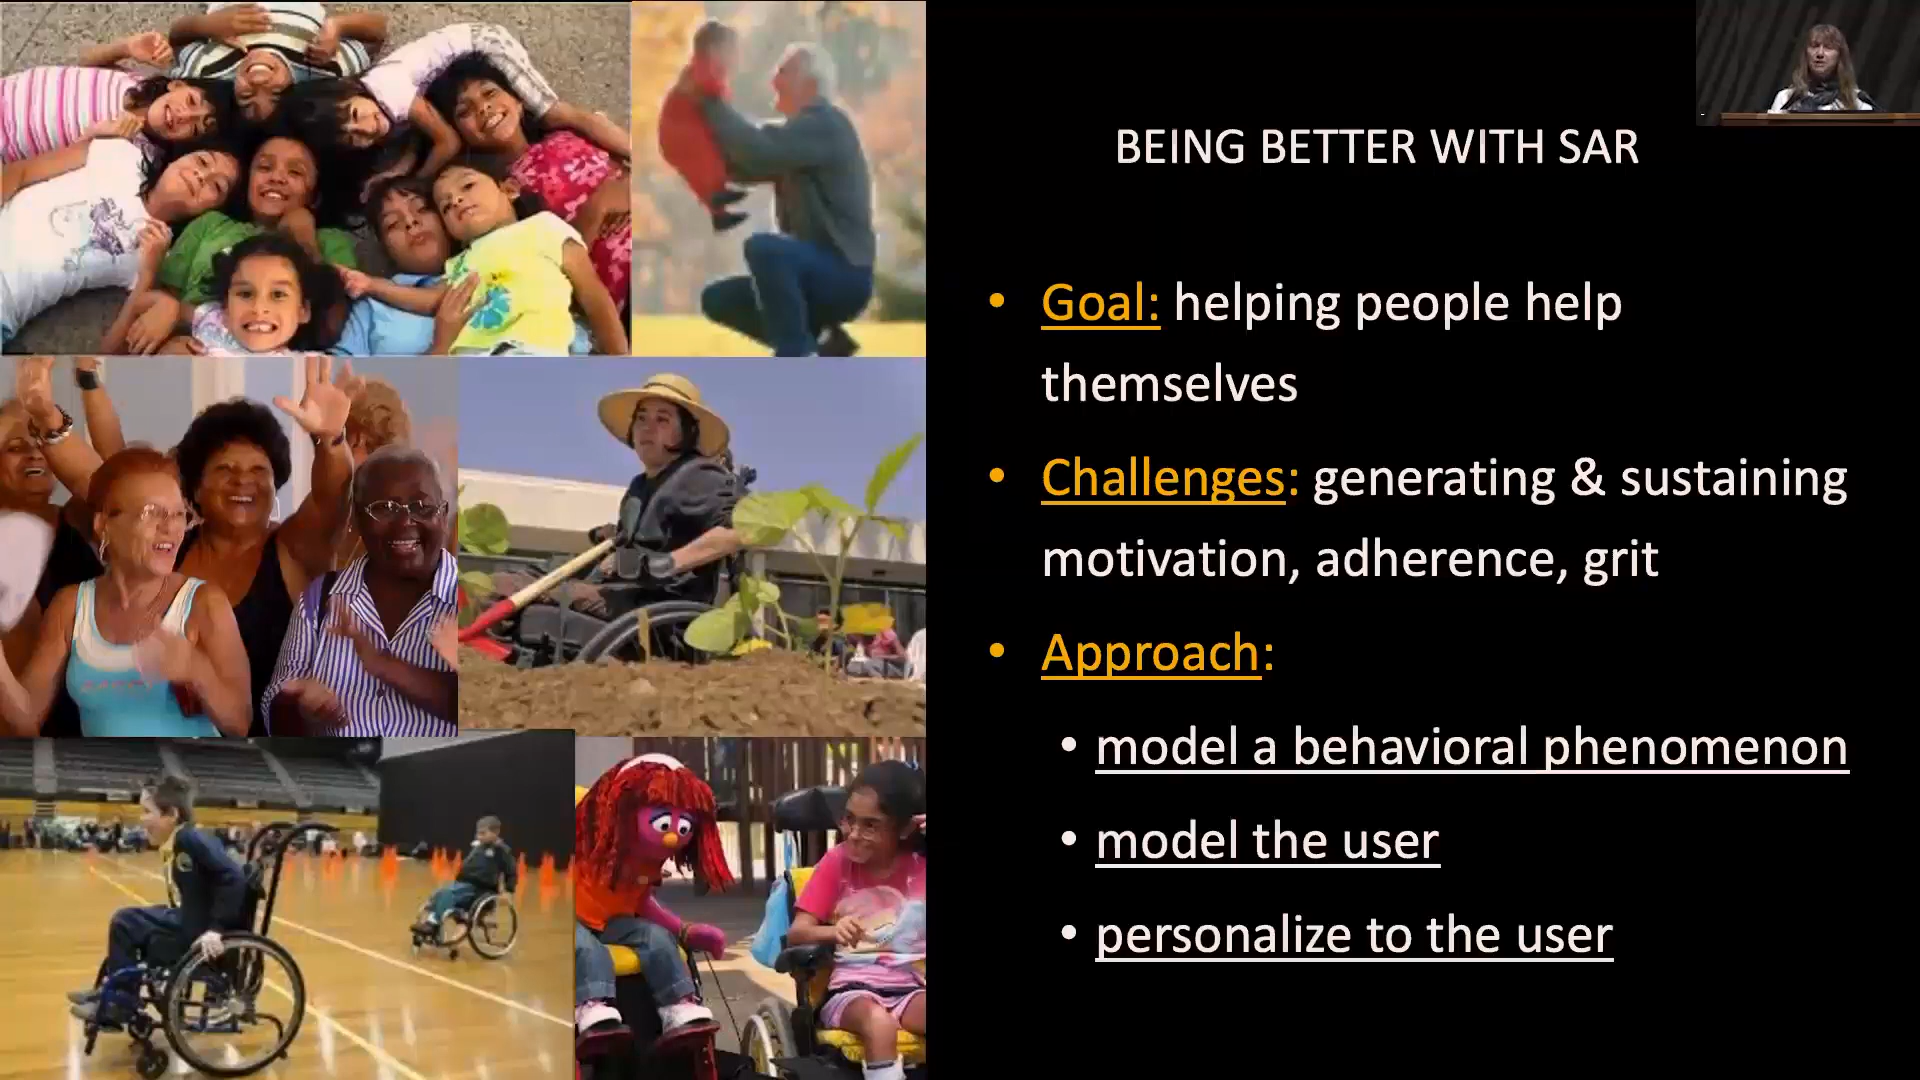 BEING BETTER WITH SAR
• Goal: helping people help
themselves
• Challenges: generating & sustaining
motivation, adherence, grit
• Approach:
• model a behavioral phenomenon
• model the user
• personalize to the user